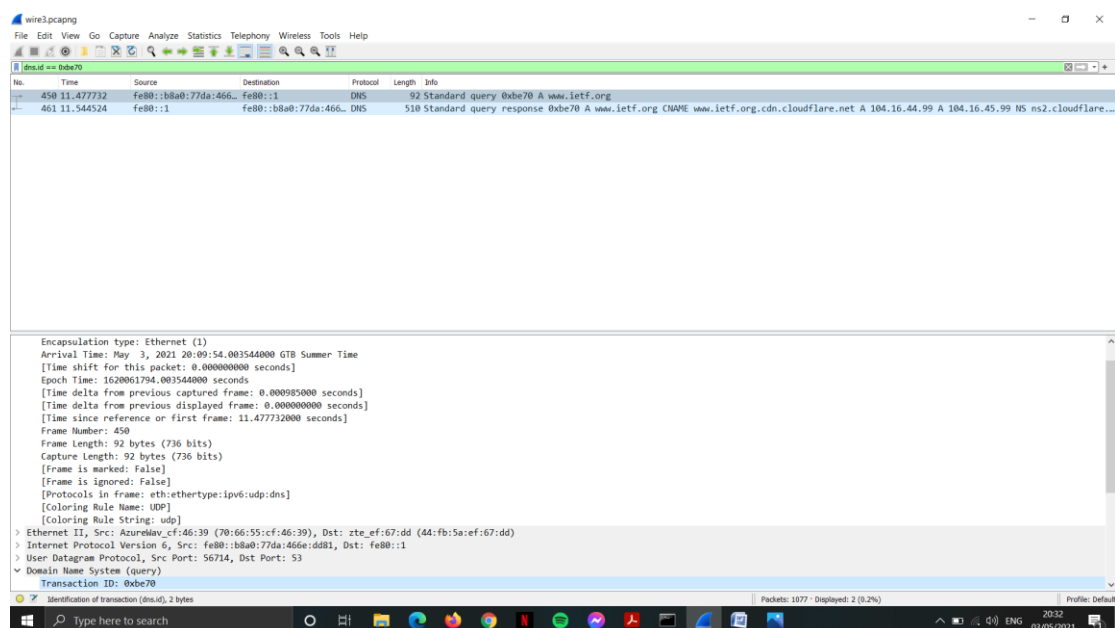 wire3.pcapng
File Edit View Go Capture Analyze Statistics Telephony Wireless Tools Help
dns.id == 0xbe70
No. Time Source Destination Protocol Length Info
450 11.477732 fe80::b8a0:77da:466… fe80::1 DNS 92 Standard query 0xbe70 A www.ietf.org
461 11.544524 fe80::1 fe80::b8a0:77da:466… DNS 510 Standard query response 0xbe70 A www.ietf.org CNAME www.ietf.org.cdn.cloudflare.net A 104.16.44.99 A 104.16.45.99 NS ns2.cloudflare.…
Encapsulation type: Ethernet (1)
Arrival Time: May 3, 2021 20:09:54.003544000 GTB Summer Time
[Time shift for this packet: 0.000000000 seconds]
Epoch Time: 1620061794.003544000 seconds
[Time delta from previous captured frame: 0.000985000 seconds]
[Time delta from previous displayed frame: 0.000000000 seconds]
[Time since reference or first frame: 11.477732000 seconds]
Frame Number: 450
Frame Length: 92 bytes (736 bits)
Capture Length: 92 bytes (736 bits)
[Frame is marked: False]
[Frame is ignored: False]
[Protocols in frame: eth:ethertype:ipv6:udp:dns]
[Coloring Rule Name: UDP]
[Coloring Rule String: udp]
> Ethernet II, Src: AzureWav_cf:46:39 (70:66:55:cf:46:39), Dst: zte_ef:67:dd (44:fb:5a:ef:67:dd)
> Internet Protocol Version 6, Src: fe80::b8a0:77da:466e:dd81, Dst: fe80::1
> User Datagram Protocol, Src Port: 56714, Dst Port: 53
Domain Name System (query)
Transaction ID: 0xbe70
Identification of transaction (dns.id), 2 bytes Packets: 1077 · Displayed: 2 (0.2%) Profile: Default
Type here to search ENG 20:32
03/05/2021